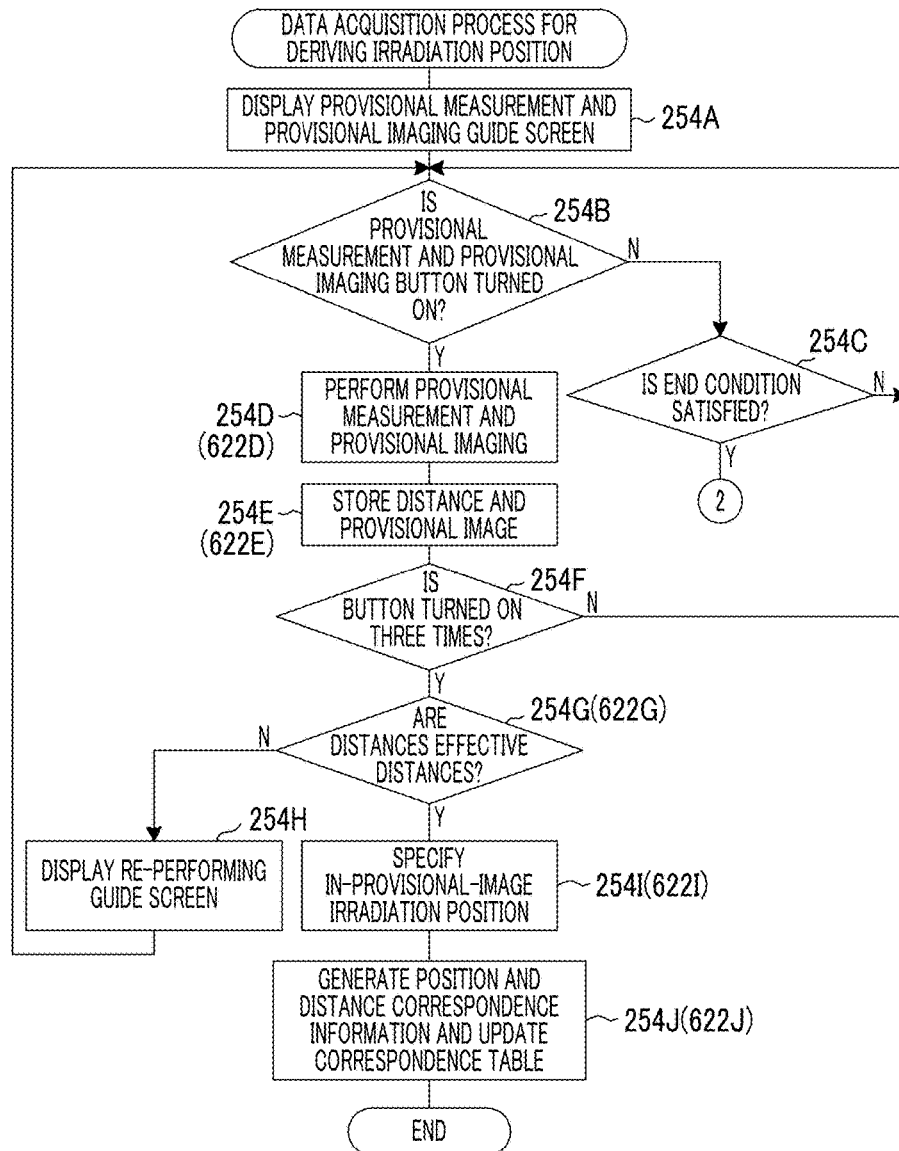 DATA ACQUISITION PROCESS FOR
DERIVING IRRADIATION POSITION
DISPLAY PROVISIONAL MEASUREMENT AND
PROVISIONAL IMAGING GUIDE SCREEN
254A
IS
PROVISIONAL
MEASUREMENT AND PROVISIONAL
IMAGING BUTTON TURNED
ON?
254B
N
Y
254C
IS END CONDITION
SATISFIED?
N
Y
2
PERFORM PROVISIONAL
MEASUREMENT AND
PROVISIONAL IMAGING
254D
(622D)
STORE DISTANCE AND
PROVISIONAL IMAGE
254E
(622E)
IS
BUTTON TURNED ON
THREE TIMES?
254F
N
Y
ARE
DISTANCES EFFECTIVE
DISTANCES?
254G(622G)
N
Y
254H
DISPLAY RE-PERFORMING
GUIDE SCREEN
SPECIFY
IN-PROVISIONAL-IMAGE
IRRADIATION POSITION
254I(622I)
GENERATE POSITION AND
DISTANCE CORRESPONDENCE
INFORMATION AND UPDATE
CORRESPONDENCE TABLE
254J(622J)
END